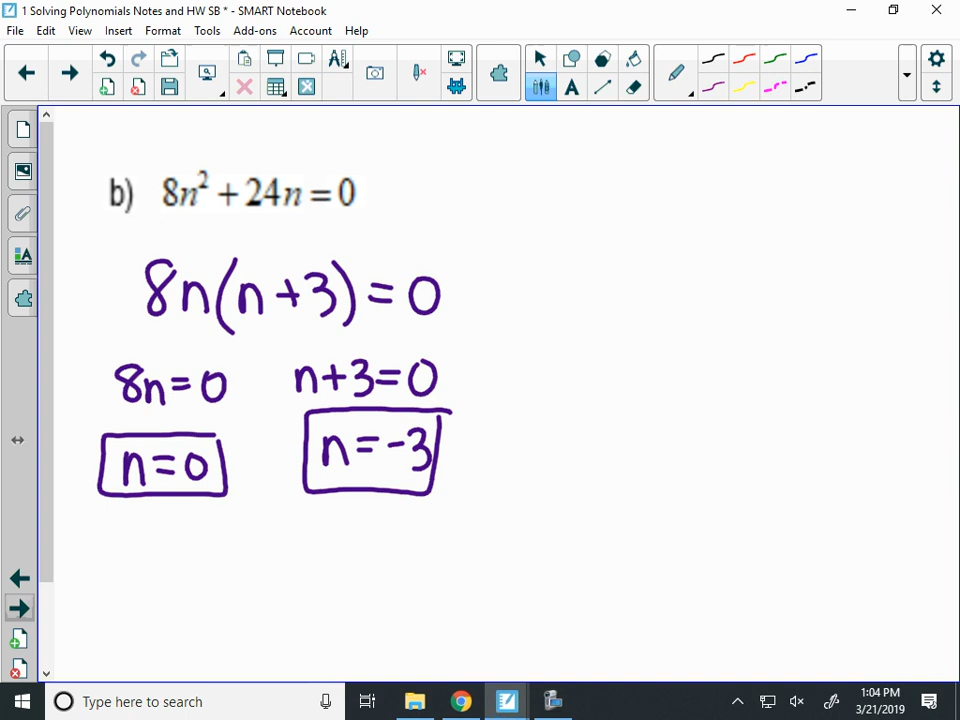 1 Solving Polynomials Notes and HW SB * - SMART Notebook
File Edit View Insert Format Tools Add-ons Account Help
b) 8n² + 24n = 0
8n(n+3)=0
8n=0 n+3=0
n=0 n=-3
Type here to search
1:04 PM
3/21/2019